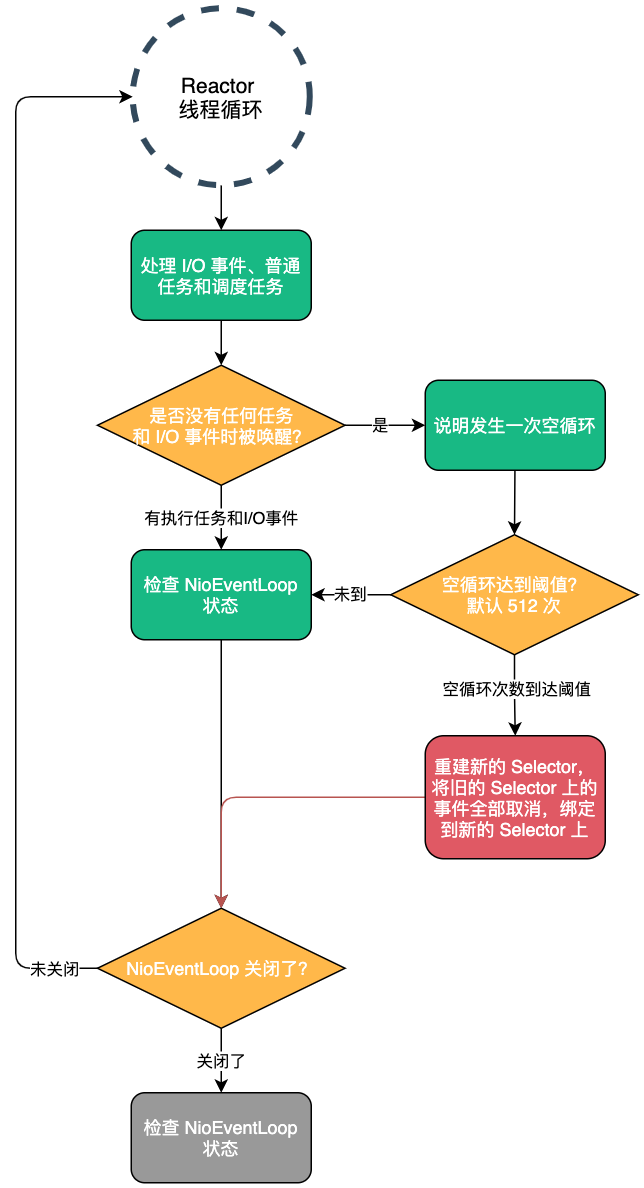 Reactor
线程循环
处理 I/O 事件、普通
任务和调度任务
是否没有任何任务
和 I/O 事件时被唤醒？
是
说明发生一次空循环
有执行任务和I/O事件
检查 NioEventLoop
状态
未到
空循环达到阈值？
默认 512 次
空循环次数到达阈值
重建新的 Selector，
将旧的 Selector 上的
事件全部取消，绑定
到新的 Selector 上
NioEventLoop 关闭了？
未关闭
关闭了
检查 NioEventLoop
状态